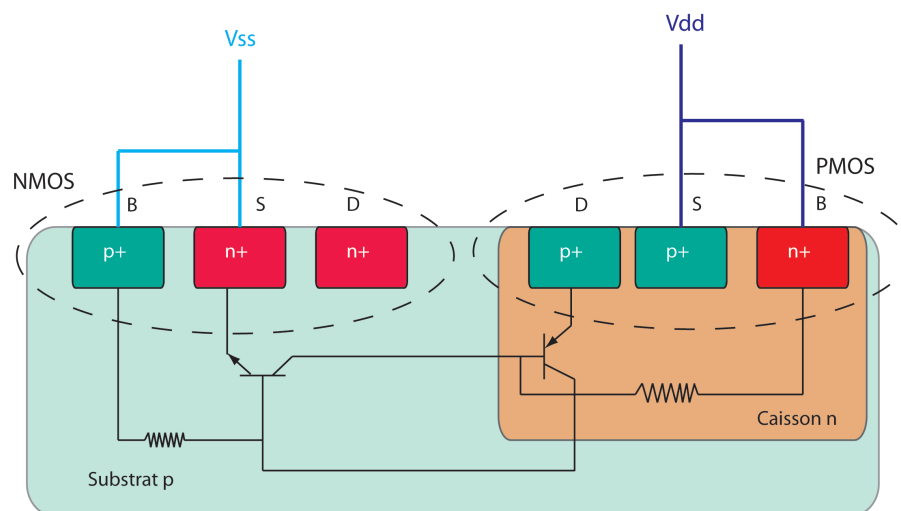 Vss
Vdd
NMOS
PMOS
B
S
D
D
S
B
p+
n+
n+
p+
p+
n+
Caisson n
Substrat p